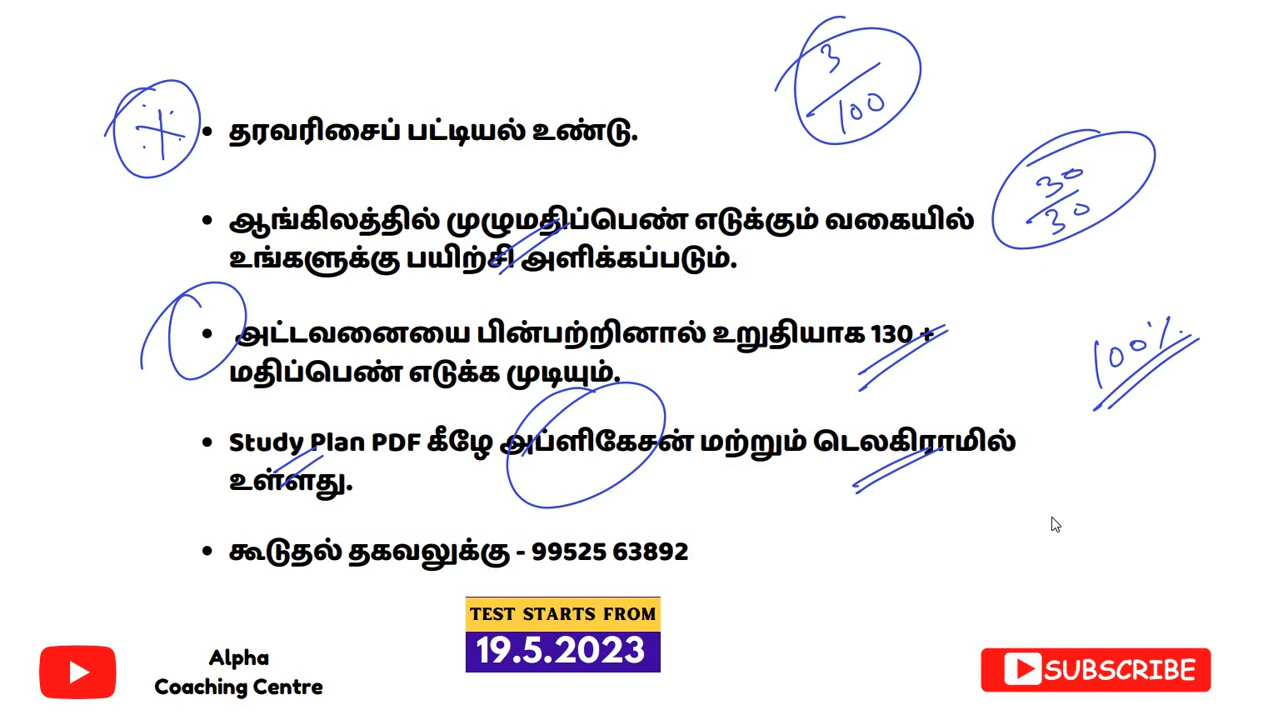 3
100
தரவரிசைப் பட்டியல் உண்டு.
30
30
ஆங்கிலத்தில் முழுமதிப்பெண் எடுக்கும் வகையில்
உங்களுக்கு பயிற்சி அளிக்கப்படும்.
அட்டவனையை பின்பற்றினால் உறுதியாக 130 +
மதிப்பெண் எடுக்க முடியும்.
100%
Study Plan PDF கீழே அப்ளிகேசன் மற்றும் டெலகிராமில்
உள்ளது.
கூடுதல் தகவலுக்கு - 99525 63892
TEST STARTS FROM
19.5.2023
Alpha
Coaching Centre
SUBSCRIBE